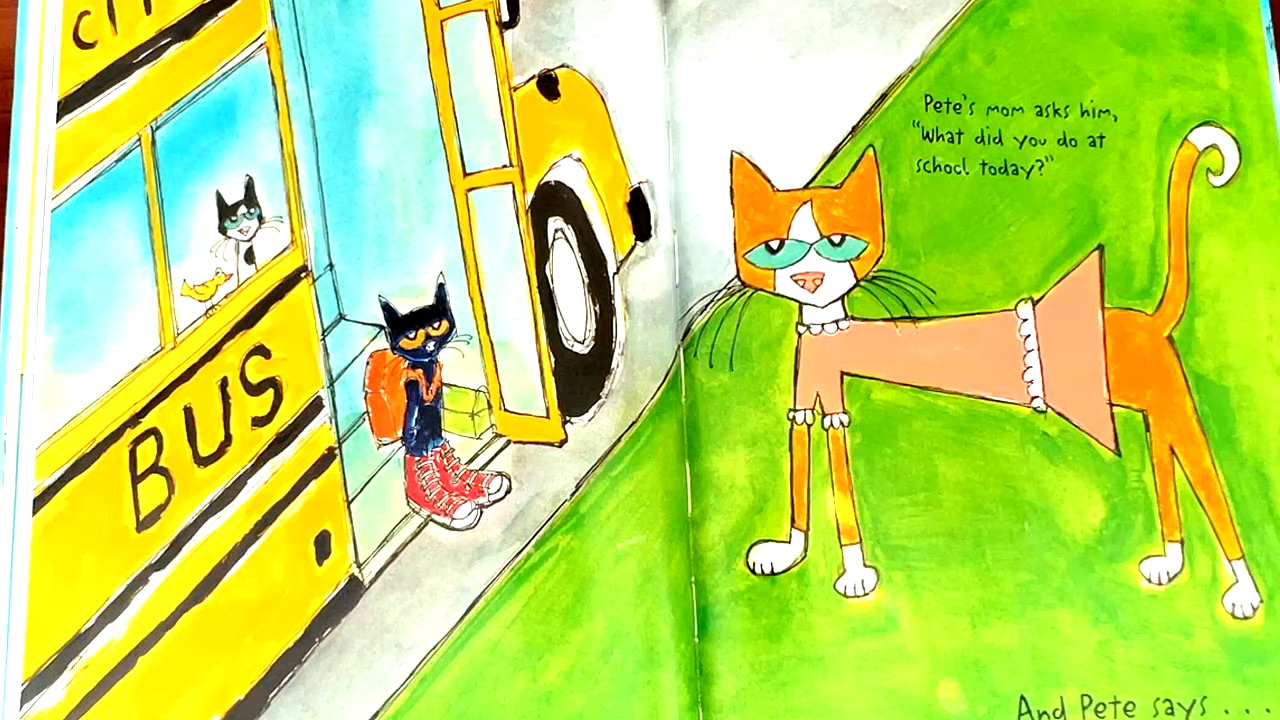 BUS
Pete's mom asks him,
"What did you do at
school today?"
And Pete says . . .